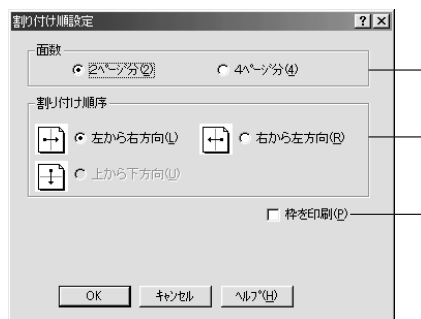 割り付け順設定
面数
2ページ分(2)
4ページ分(4)
割り付け順序
左から右方向(L)
右から左方向(R)
上から下方向(U)
枠を印刷(P)
OK
キャンセル
ヘルプ(H)